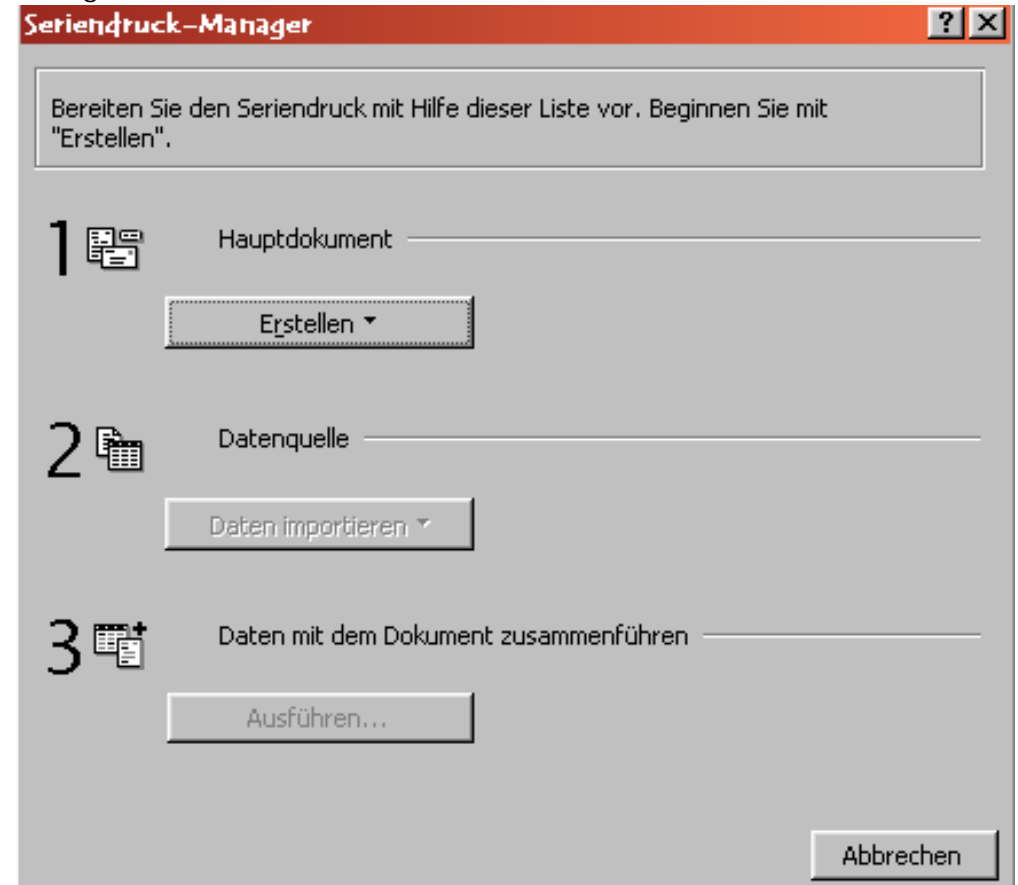 Seriendruck-Manager
Bereiten Sie den Seriendruck mit Hilfe dieser Liste vor. Beginnen Sie mit
"Erstellen".
1 Hauptdokument
Erstellen
2 Datenquelle
Daten importieren
3 Daten mit dem Dokument zusammenführen
Ausführen...
Abbrechen